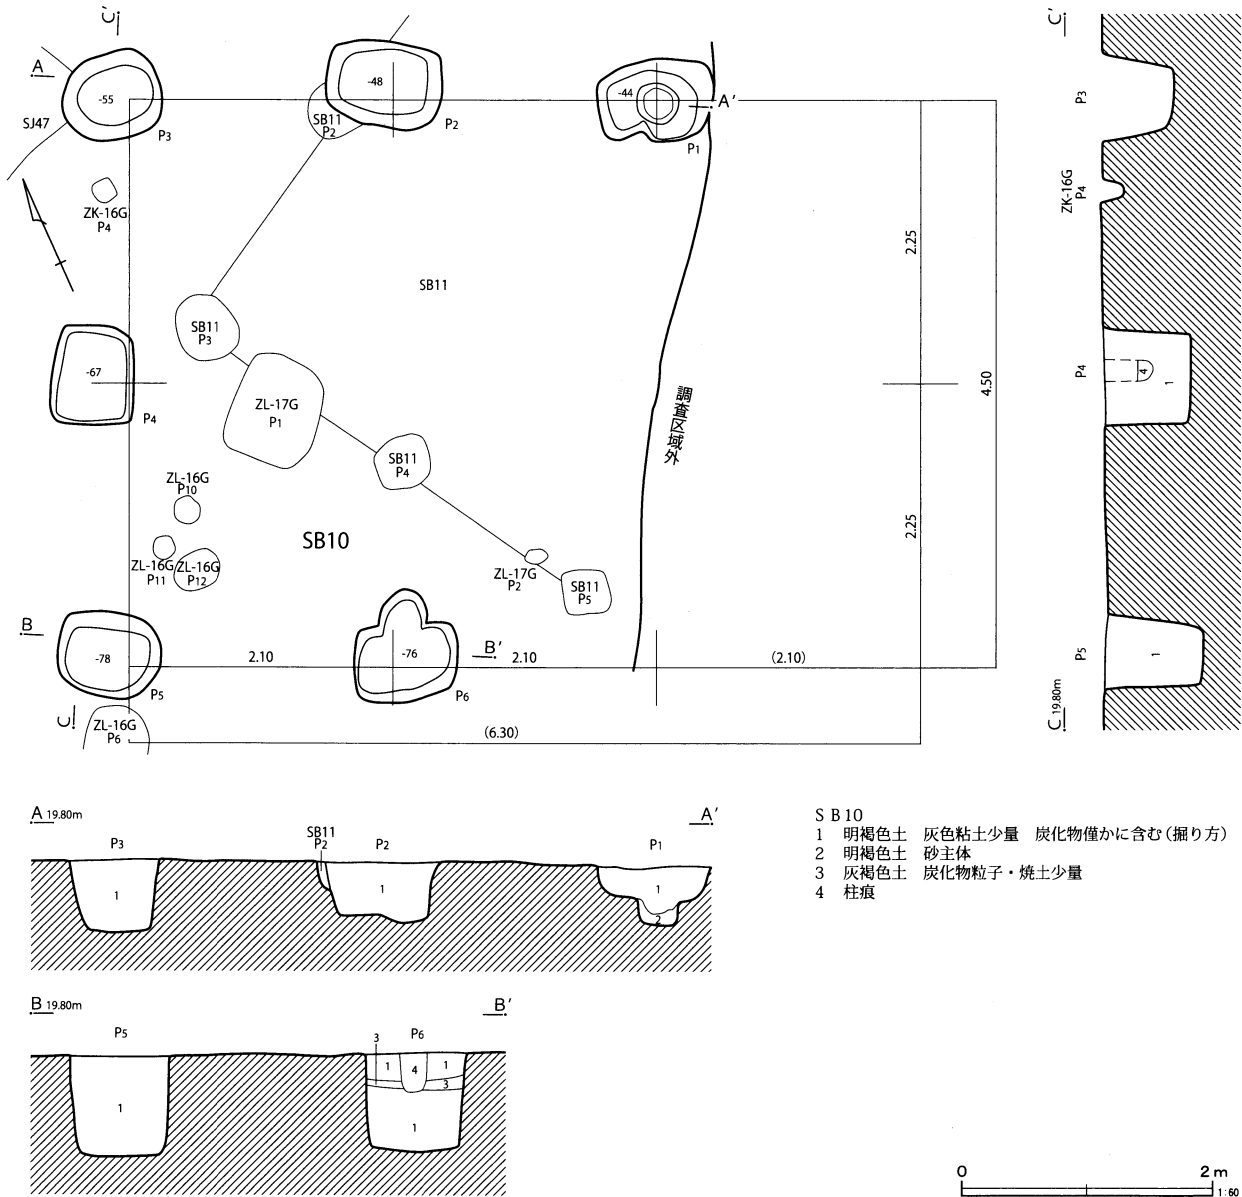 C'
A
-55
P3
SJ47
-48
SB11
P2
P2
-44
A'
P1
ZK-16G
P4
SB11
2.25
4.50
2.25
SB11
P3
-67
P4
ZL-17G
P1
調査区域外
SB11
P4
ZL-16G
P10
SB10
ZL-16G
P11
ZL-16G
P12
ZL-17G
P2
SB11
P5
B
-78
P5
2.10
-76
P6
B'
2.10
(2.10)
C
ZL-16G
P6
(6.30)
C'
P3
ZK-16G
P4
P4
4
1
P5
1
C 19.80m
A 19.80m
A'
P3
SB11
P2
P2
P1
1
1
1
2
B 19.80m
B'
P5
3
P6
1
4
1
3
1
1
SB10
1 明褐色土 灰色粘土少量 炭化物僅かに含む(掘り方)
2 明褐色土 砂主体
3 灰褐色土 炭化物粒子・焼土少量
4 柱痕
0
2m
1:60